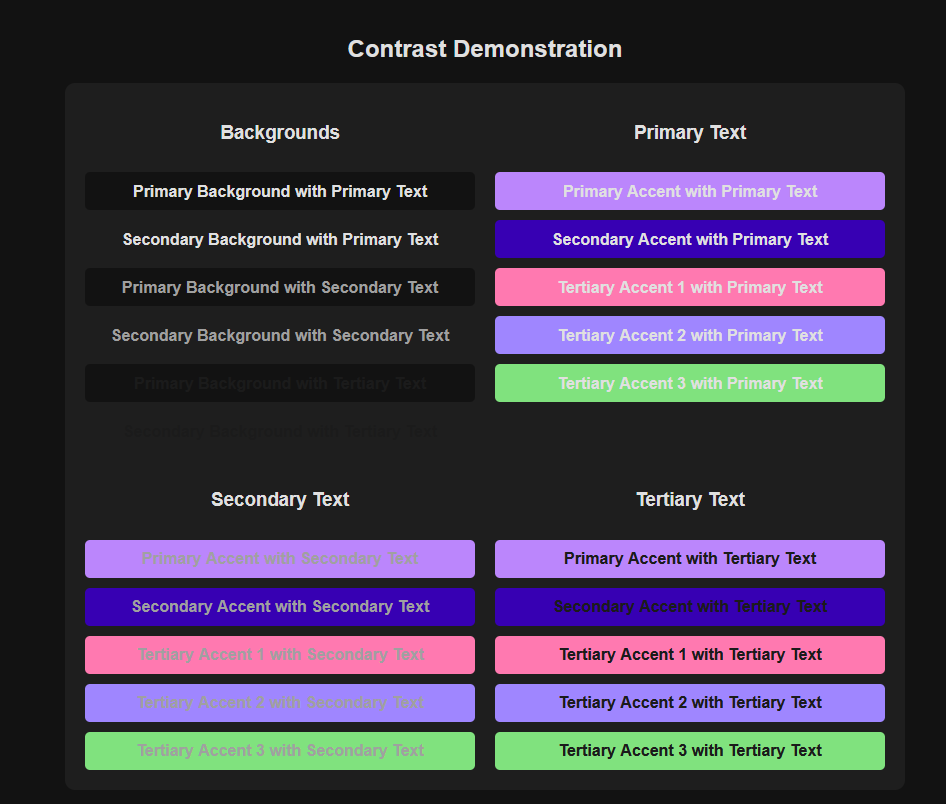 Contrast Demonstration
Backgrounds
Primary Background with Primary Text
Secondary Background with Primary Text
Primary Background with Secondary Text
Secondary Background with Secondary Text
Primary Background with Tertiary Text
Secondary Background with Tertiary Text
Primary Text
Primary Accent with Primary Text
Secondary Accent with Primary Text
Tertiary Accent 1 with Primary Text
Tertiary Accent 2 with Primary Text
Tertiary Accent 3 with Primary Text
Secondary Text
Primary Accent with Secondary Text
Secondary Accent with Secondary Text
Tertiary Accent 1 with Secondary Text
Tertiary Accent 2 with Secondary Text
Tertiary Accent 3 with Secondary Text
Tertiary Text
Primary Accent with Tertiary Text
Secondary Accent with Tertiary Text
Tertiary Accent 1 with Tertiary Text
Tertiary Accent 2 with Tertiary Text
Tertiary Accent 3 with Tertiary Text